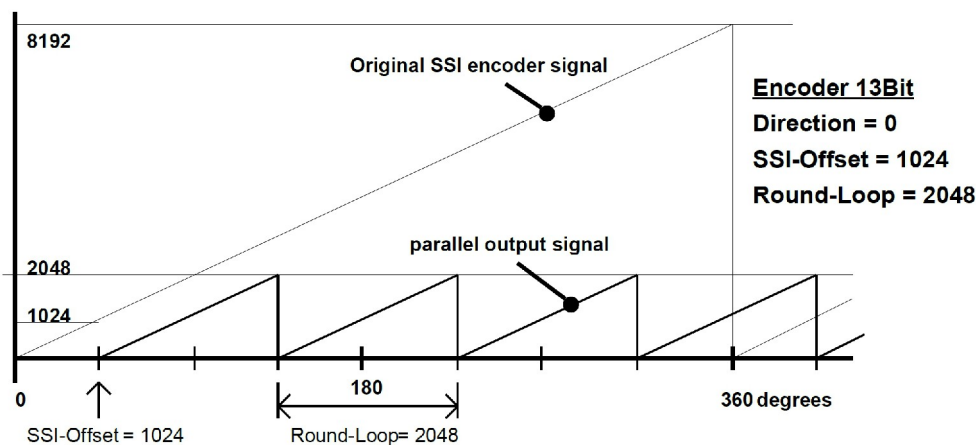 8192
Original SSI encoder signal
Encoder 13Bit
Direction = 0
SSI-Offset = 1024
Round-Loop = 2048
parallel output signal
2048
1024
0
180
360 degrees
SSI-Offset = 1024
Round-Loop= 2048